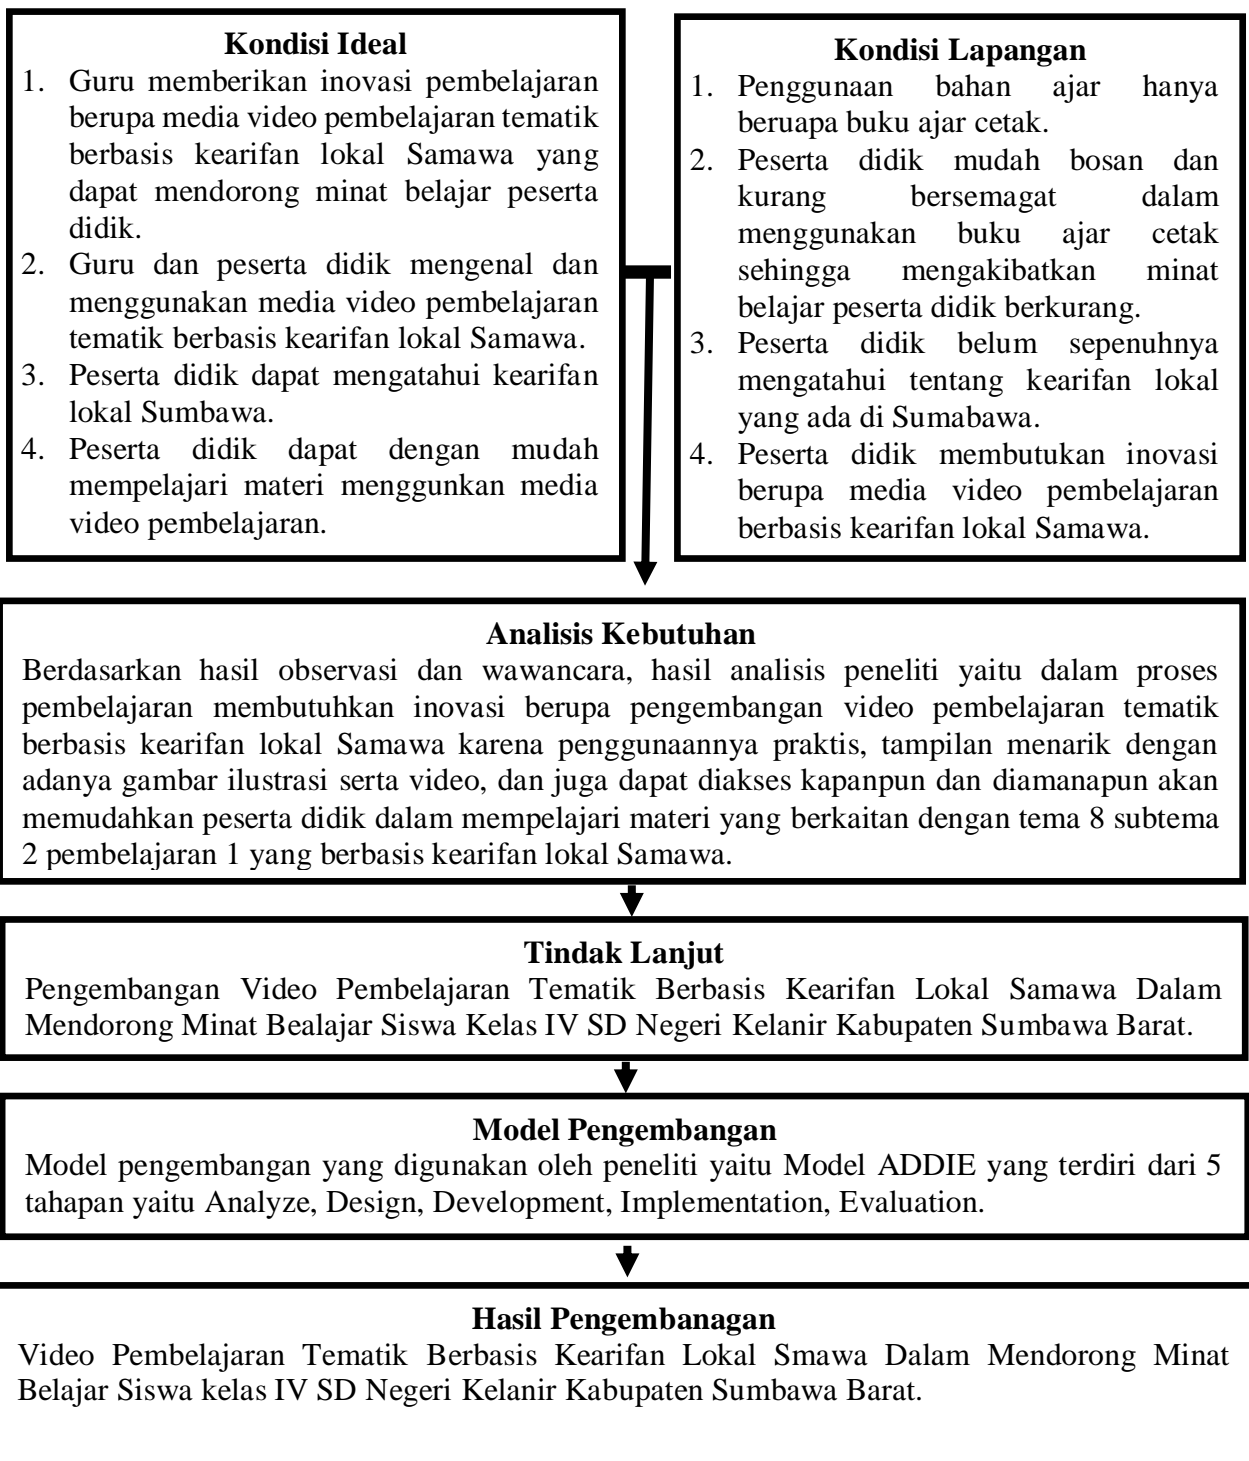 Kondisi Ideal
1. Guru memberikan inovasi pembelajaran
berupa media video pembelajaran tematik
berbasis kearifan lokal Samawa yang
dapat mendorong minat belajar peserta
didik.
2. Guru dan peserta didik mengenal dan
menggunakan media video pembelajaran
tematik berbasis kearifan lokal Samawa.
3. Peserta didik dapat mengatahui kearifan
lokal Sumbawa.
4. Peserta didik dapat dengan mudah
mempelajari materi menggunkan media
video pembelajaran.
Kondisi Lapangan
1. Penggunaan bahan ajar hanya
beruapa buku ajar cetak.
2. Peserta didik mudah bosan dan
kurang bersemagat dalam
menggunakan buku ajar cetak
sehingga mengakibatkan minat
belajar peserta didik berkurang.
3. Peserta didik belum sepenuhnya
mengatahui tentang kearifan lokal
yang ada di Sumabawa.
4. Peserta didik membutukan inovasi
berupa media video pembelajaran
berbasis kearifan lokal Samawa.
Analisis Kebutuhan
Berdasarkan hasil observasi dan wawancara, hasil analisis peneliti yaitu dalam proses
pembelajaran membutuhkan inovasi berupa pengembangan video pembelajaran tematik
berbasis kearifan lokal Samawa karena penggunaannya praktis, tampilan menarik dengan
adanya gambar ilustrasi serta video, dan juga dapat diakses kapanpun dan diamanapun akan
memudahkan peserta didik dalam mempelajari materi yang berkaitan dengan tema 8 subtema
2 pembelajaran 1 yang berbasis kearifan lokal Samawa.
Tindak Lanjut
Pengembangan Video Pembelajaran Tematik Berbasis Kearifan Lokal Samawa Dalam
Mendorong Minat Bealajar Siswa Kelas IV SD Negeri Kelanir Kabupaten Sumbawa Barat.
Model Pengembangan
Model pengembangan yang digunakan oleh peneliti yaitu Model ADDIE yang terdiri dari 5
tahapan yaitu Analyze, Design, Development, Implementation, Evaluation.
Hasil Pengembanagan
Video Pembelajaran Tematik Berbasis Kearifan Lokal Smawa Dalam Mendorong Minat
Belajar Siswa kelas IV SD Negeri Kelanir Kabupaten Sumbawa Barat.